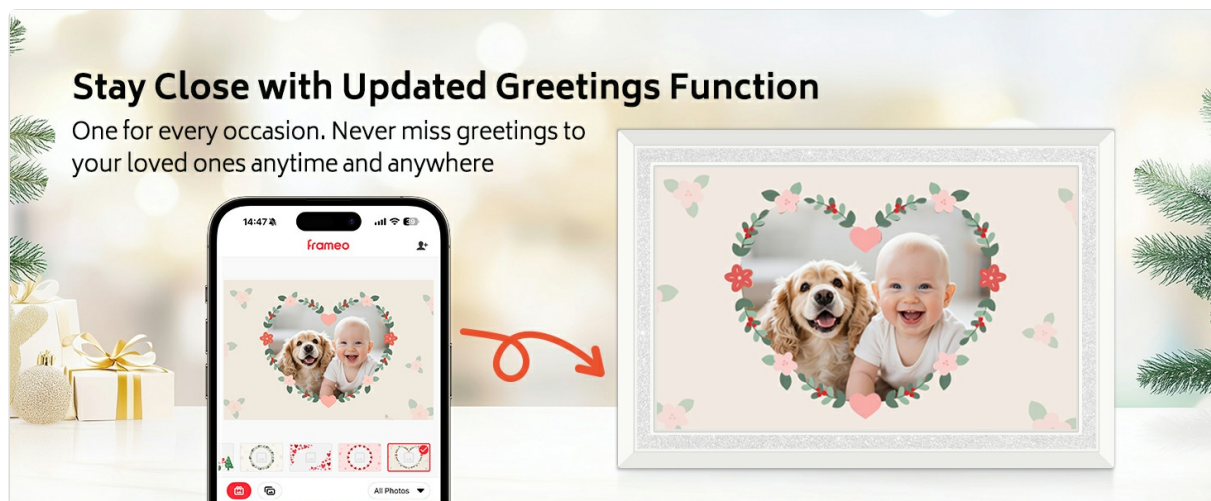 Stay Close with Updated Greetings Function
One for every occasion. Never miss greetings to
your loved ones anytime and anywhere
14:47
frameo
All Photos